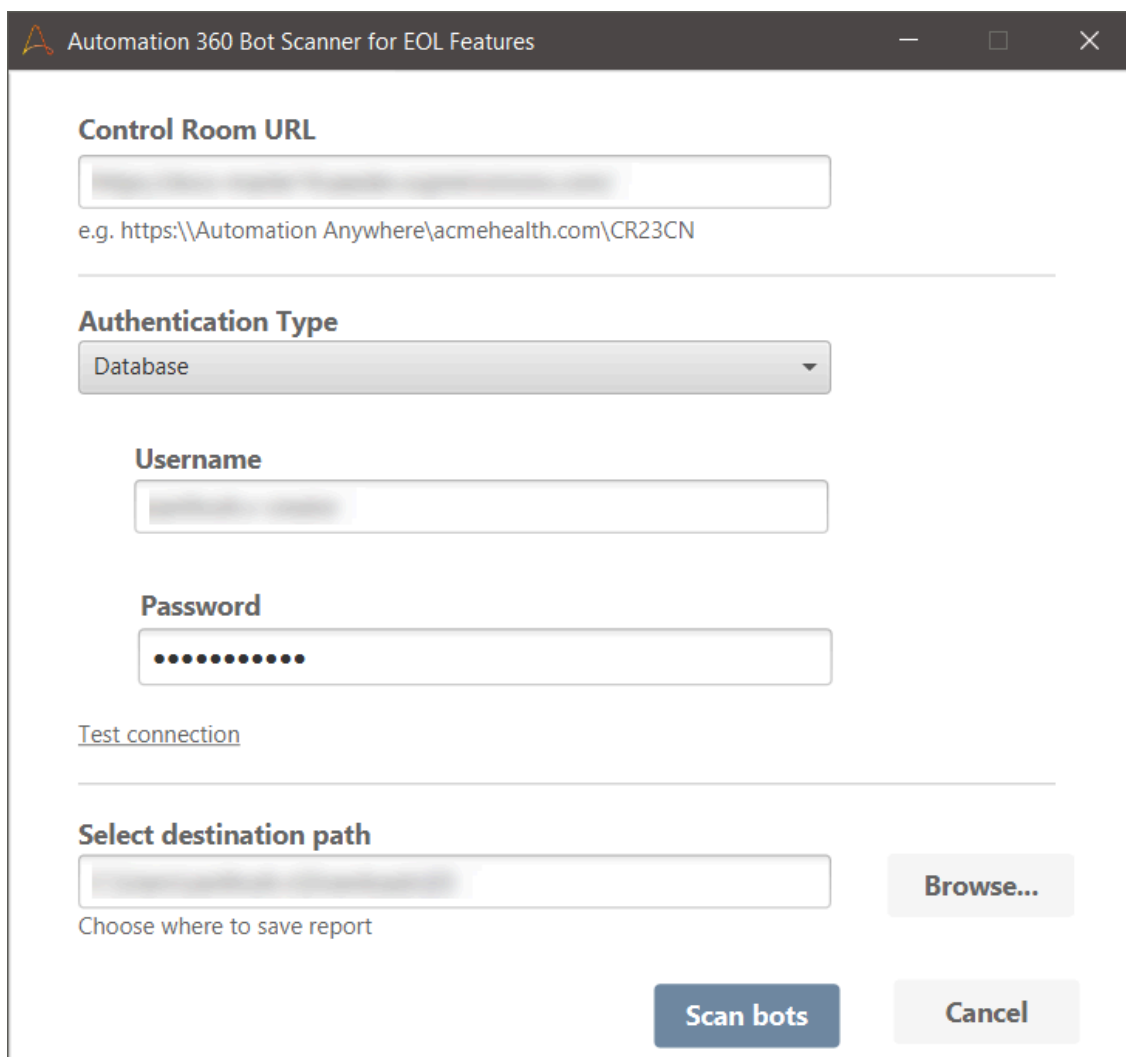 Automation 360 Bot Scanner for EOL Features
Control Room URL
e.g. https:\\Automation Anywhere\acmehealth.com\CR23CN
Authentication Type
Database
Username
Password
•••••••••••
Test connection
Select destination path
Browse...
Choose where to save report
Scan bots
Cancel